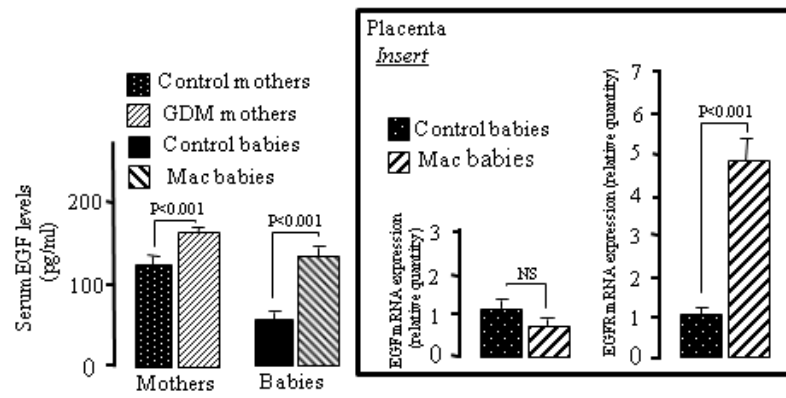 Control mothers
GDM mothers
Control babies
Mac babies
Serum EGF levels
(pg/ml)
200
100
0
P<0.001
P<0.001
Mothers
Babies
Placenta
Insert
Control babies
Mac babies
EGF mRNA expression
(relative quantity)
3
2
1
0
NS
EGFR mRNA expression (relative quantity)
7
6
5
4
3
2
1
0
P<0.001